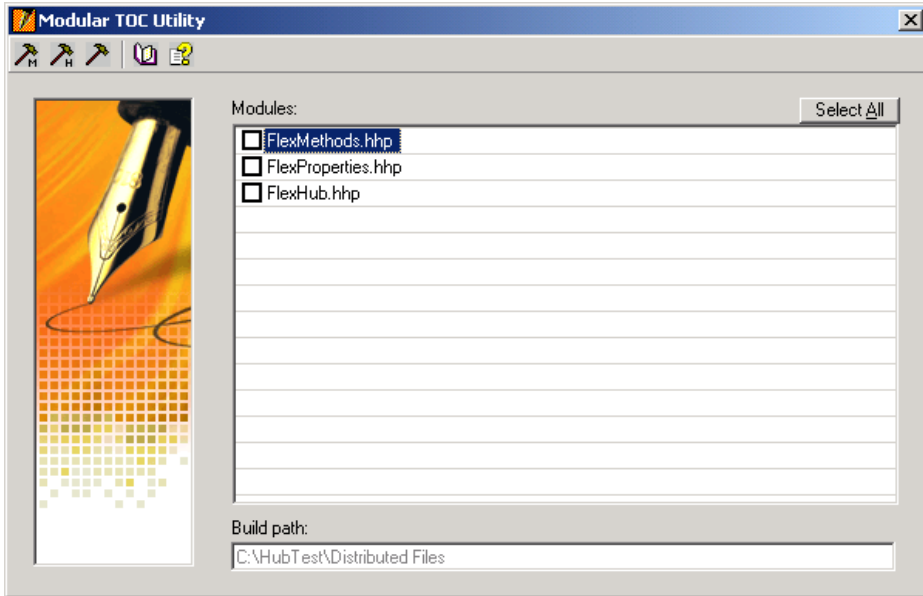 Modular TOC Utility
M H
Modules:
Select All
FlexMethods.hhp
FlexProperties.hhp
FlexHub.hhp
Build path:
C:\HubTest\Distributed Files